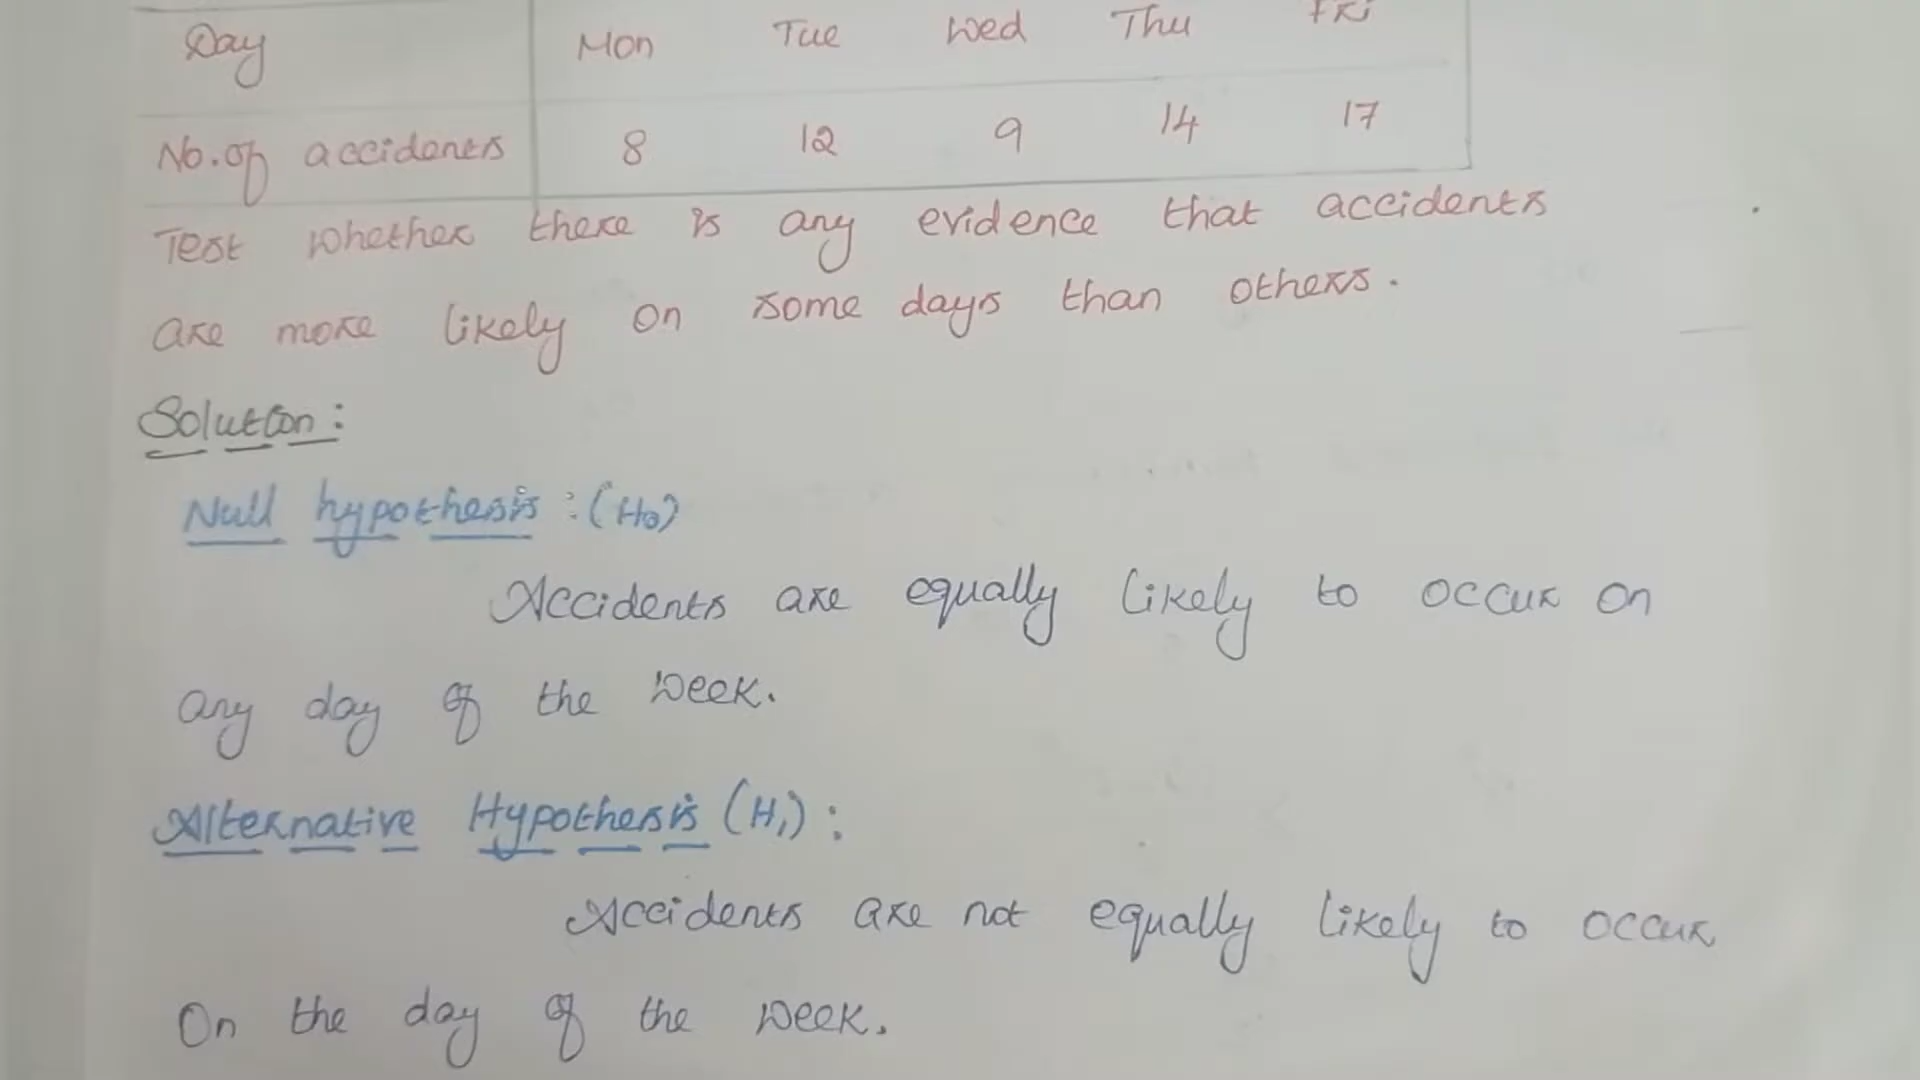 Day Mon Tue Wed Thu Fri
No. of accidents 8 12 9 14 17
Test whether there is any evidence that accidents
are more likely on some days than others.
Solution:
Null hypothesis: (H₀)
Accidents are equally likely to occur on
any day of the week.
Alternative Hypothesis (H₁):
Accidents are not equally likely to occur
On the day of the week.